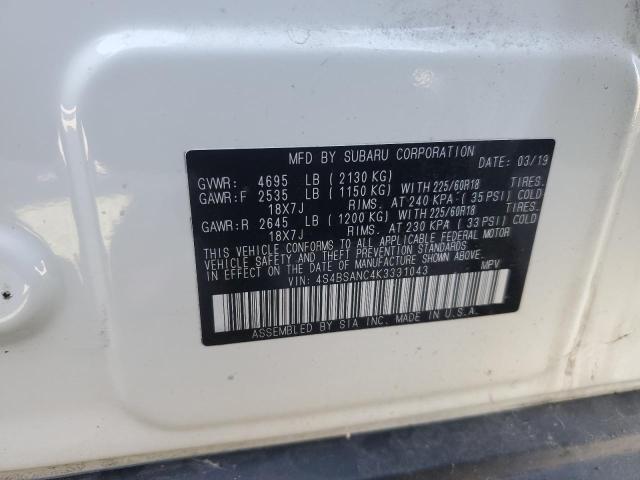 MFD BY SUBARU CORPORATION DATE: 03/19
GVWR: 4695 LB (2130 KG)
GAWR:F 2535 LB (1150 KG) WITH 225/60R18 TIRES.
18X7J RIMS. AT 240 KPA (35 PSI) COLD
GAWR:R 2645 LB (1200 KG) WITH 225/60R18 TIRES.
18X7J RIMS. AT 230 KPA (33 PSI) COLD
THIS VEHICLE CONFORMS TO ALL APPLICABLE FEDERAL MOTOR
VEHICLE SAFETY AND THEFT PREVENTION STANDARDS
IN EFFECT ON THE DATE OF MANUFACTURE SHOWN ABOVE.
VIN: 4S4BSANC4K3331043 MPV
ASSEMBLED BY SIA INC. MADE IN U.S.A.